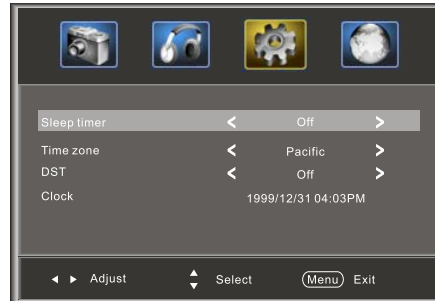 Sleep timer < Off >
Time zone < Pacific >
DST < Off >
Clock 1999/12/31 04:03PM
Adjust Select Menu Exit